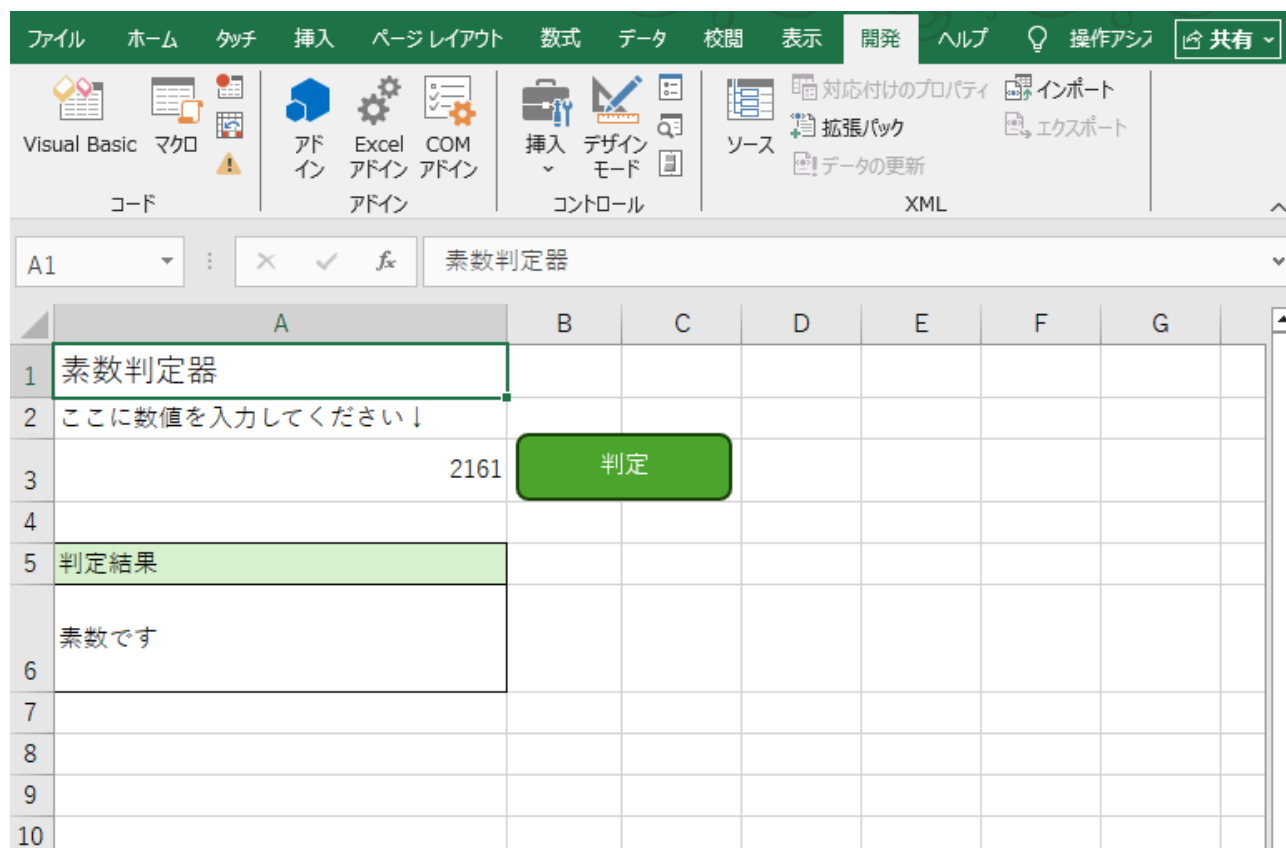 ファイル ホーム タッチ 挿入 ページ レイアウト 数式 データ 校閲 表示 開発 ヘルプ 操作アシス 共有
Visual Basic マクロ アド イン Excel アドイン COM アドイン 挿入 デザイン モード ソース 対応付けのプロパティ 拡張パック データの更新 インポート エクスポート
コード アドイン コントロール XML
A1 fx 素数判定器
A B C D E F G
1 素数判定器
2 ここに数値を入力してください↓
3 2161 判定
4
5 判定結果
6 素数です
7
8
9
10